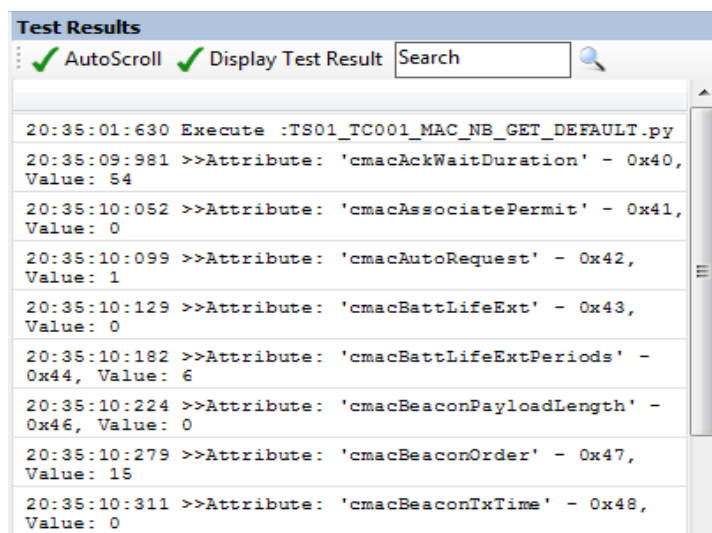 Test Results
AutoScroll Display Test Result Search
20:35:01:630 Execute :TS01_TC001_MAC_NB_GET_DEFAULT.py
20:35:09:981 >>Attribute: 'cmacAckWaitDuration' - 0x40,
Value: 54
20:35:10:052 >>Attribute: 'cmacAssociatePermit' - 0x41,
Value: 0
20:35:10:099 >>Attribute: 'cmacAutoRequest' - 0x42,
Value: 1
20:35:10:129 >>Attribute: 'cmacBattLifeExt' - 0x43,
Value: 0
20:35:10:182 >>Attribute: 'cmacBattLifeExtPeriods' -
0x44, Value: 6
20:35:10:224 >>Attribute: 'cmacBeaconPayloadLength' -
0x46, Value: 0
20:35:10:279 >>Attribute: 'cmacBeaconOrder' - 0x47,
Value: 15
20:35:10:311 >>Attribute: 'cmacBeaconTxTime' - 0x48,
Value: 0